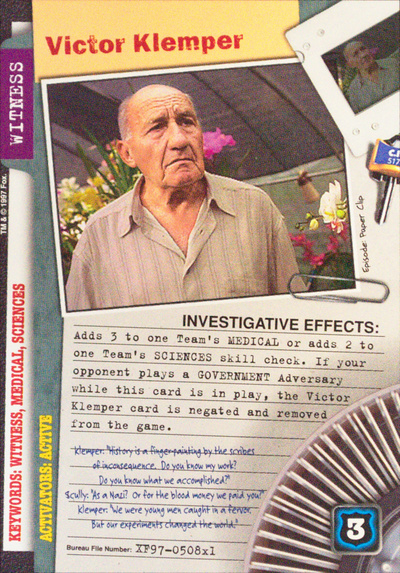 Victor Klemper
WITNESS
TM & © 1997 Fox.
KEYWORDS: WITNESS, MEDICAL, SCIENCES
ACTIVATORS: ACTIVE
Episode: Paper Clip
INVESTIGATIVE EFFECTS:
Adds 3 to one Team's MEDICAL or adds 2 to
one Team's SCIENCES skill check. If your
opponent plays a GOVERNMENT Adversary
while this card is in play, the Victor
Klemper card is negated and removed
from the game.
Klemper: "History is a finger-painting by the scribes
of inconsequence. Do you know my work?
Do you know what we accomplished?"
Scully: "As a Nazi? Or for the blood money we paid you?"
Klemper: "We were young men caught in a fervor.
But our experiments changed the world."
Bureau File Number: XF97-0508x1
3